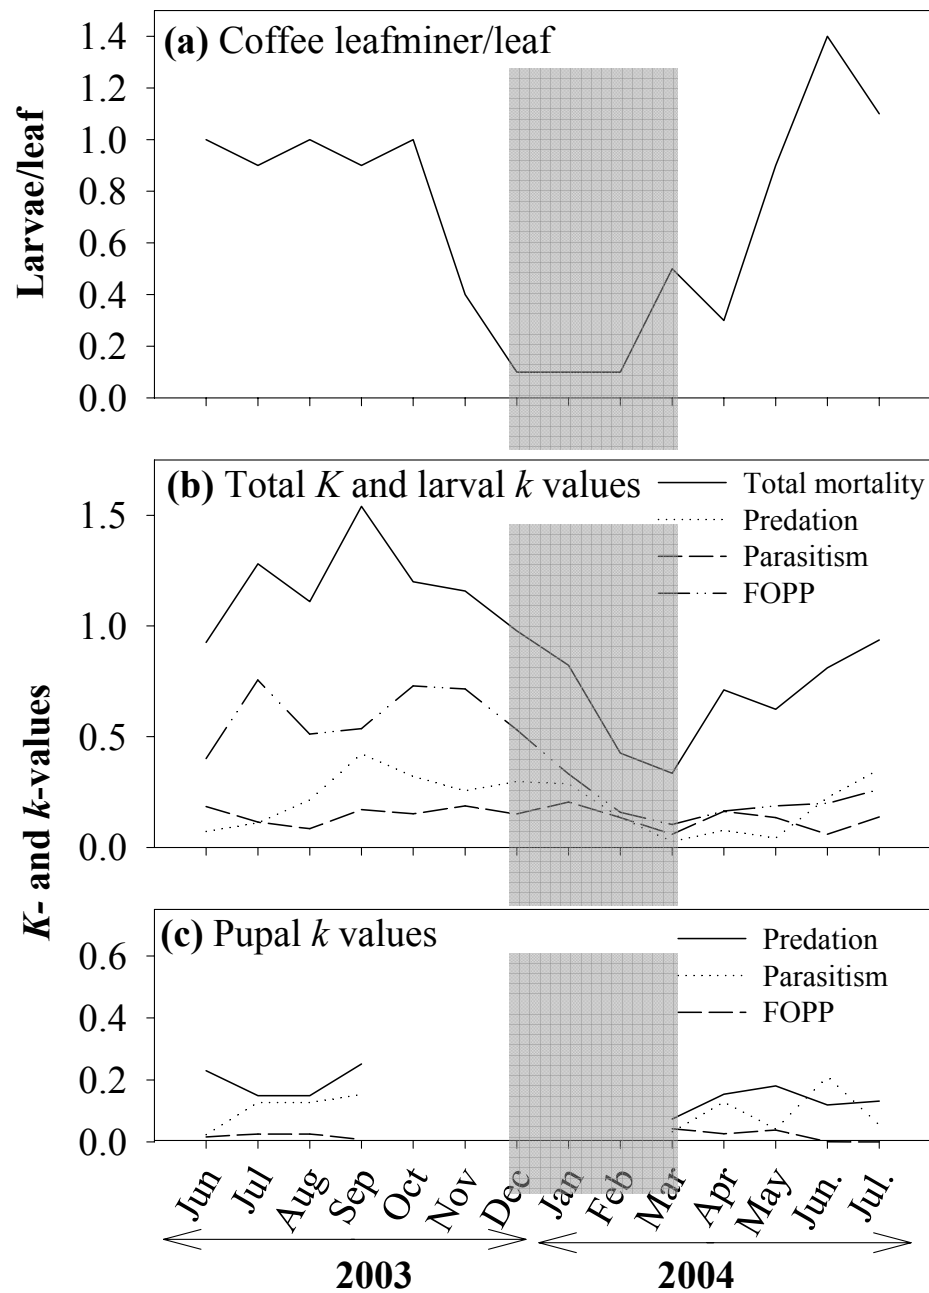 (a) Coffee leafminer/leaf
Larvae/leaf
1.4
1.2
1.0
0.8
0.6
0.4
0.2
0.0
(b) Total K and larval k values
Total mortality
Predation
Parasitism
FOPP
K- and k-values
1.5
1.0
0.5
0.0
(c) Pupal k values
Predation
Parasitism
FOPP
0.6
0.4
0.2
0.0
Jun Jul Aug Sep Oct Nov Dec Jan Feb Mar Apr May Jun. Jul.
2003 2004